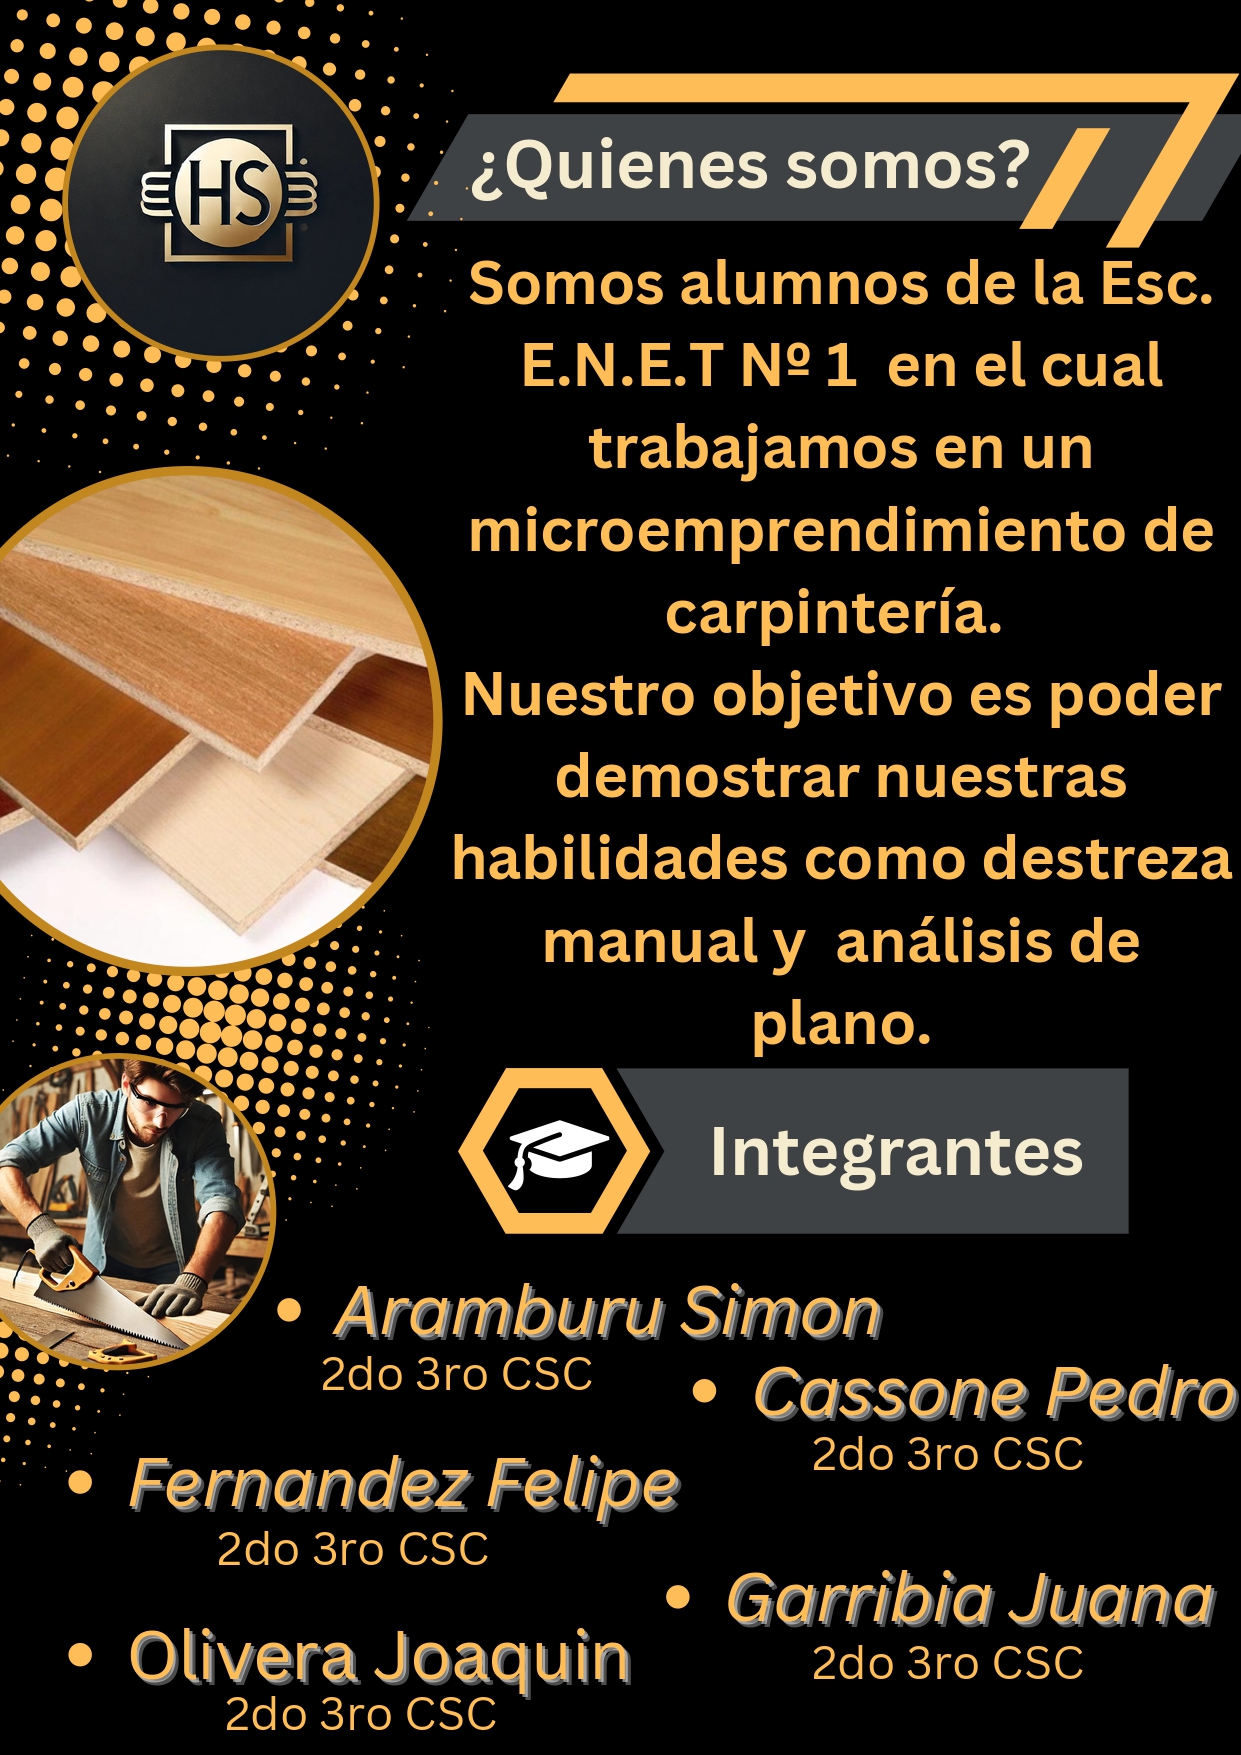 HS
¿Quienes somos?
Somos alumnos de la Esc.
E.N.E.T Nº 1 en el cual
trabajamos en un
microemprendimiento de
carpintería.
Nuestro objetivo es poder
demostrar nuestras
habilidades como destreza
manual y análisis de
plano.
Integrantes
• Aramburu Simon
2do 3ro CSC
• Cassone Pedro
2do 3ro CSC
• Fernandez Felipe
2do 3ro CSC
• Garribia Juana
2do 3ro CSC
• Olivera Joaquin
2do 3ro CSC